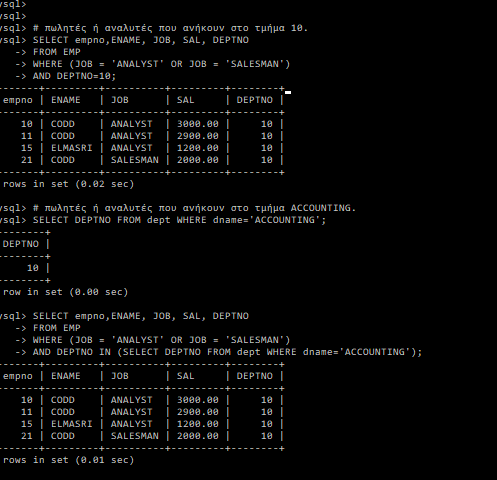 ysql>
ysql>
ysql> # πωλητές ή αναλυτές που ανήκουν στο τμήμα 10.
ysql> SELECT empno,ENAME, JOB, SAL, DEPTNO
-> FROM EMP
-> WHERE (JOB = 'ANALYST' OR JOB = 'SALESMAN')
-> AND DEPTNO=10;
-------+---------+----------+---------+--------+
empno | ENAME | JOB | SAL | DEPTNO |
-------+---------+----------+---------+--------+
10 | CODD | ANALYST | 3000.00 | 10 |
11 | CODD | ANALYST | 2900.00 | 10 |
15 | ELMASRI | ANALYST | 1200.00 | 10 |
21 | CODD | SALESMAN | 2000.00 | 10 |
-------+---------+----------+---------+--------+
rows in set (0.02 sec)
ysql> # πωλητές ή αναλυτές που ανήκουν στο τμήμα ACCOUNTING.
ysql> SELECT DEPTNO FROM dept WHERE dname='ACCOUNTING';
--------+
DEPTNO |
--------+
10 |
--------+
row in set (0.00 sec)
ysql> SELECT empno,ENAME, JOB, SAL, DEPTNO
-> FROM EMP
-> WHERE (JOB = 'ANALYST' OR JOB = 'SALESMAN')
-> AND DEPTNO IN (SELECT DEPTNO FROM dept WHERE dname='ACCOUNTING');
-------+---------+----------+---------+--------+
empno | ENAME | JOB | SAL | DEPTNO |
-------+---------+----------+---------+--------+
10 | CODD | ANALYST | 3000.00 | 10 |
11 | CODD | ANALYST | 2900.00 | 10 |
15 | ELMASRI | ANALYST | 1200.00 | 10 |
21 | CODD | SALESMAN | 2000.00 | 10 |
-------+---------+----------+---------+--------+
rows in set (0.01 sec)